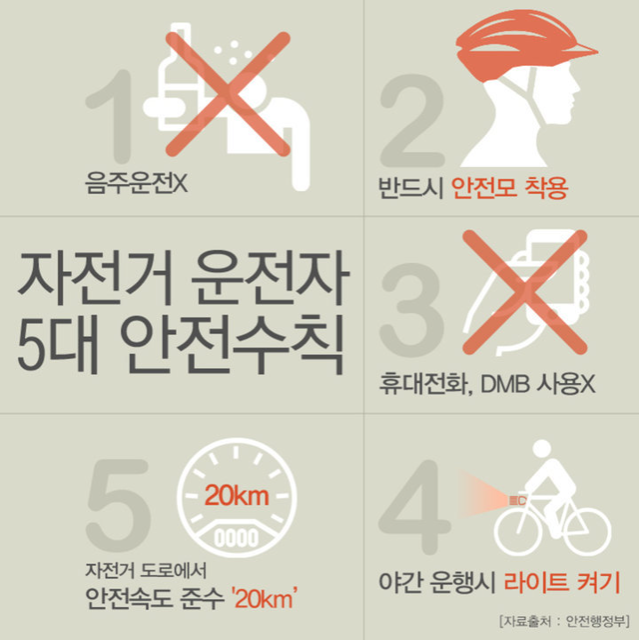 1
음주운전X
2
반드시 안전모 착용
자전거 운전자
5대 안전수칙
3
휴대전화, DMB 사용X
5
20km
0000
자전거 도로에서
안전속도 준수 '20km'
4
야간 운행시 라이트 켜기
[자료출처 : 안전행정부]